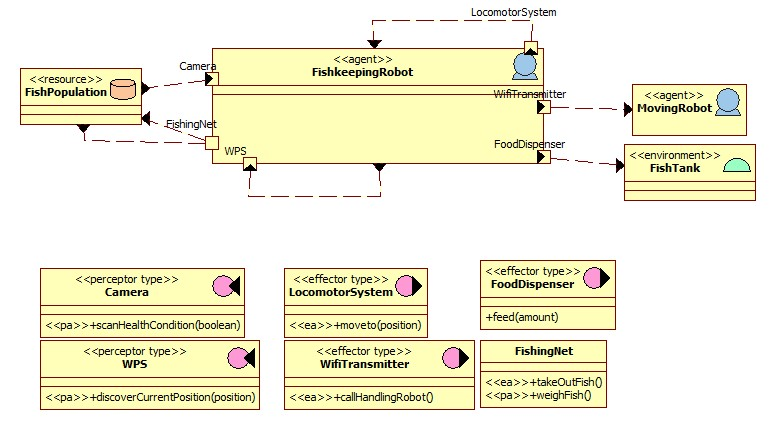 LocomotorSystem
<<agent>>
FishkeepingRobot
Camera
<<resource>>
FishPopulation
WifiTransmitter
<<agent>>
MovingRobot
FishingNet
WPS
FoodDispenser
<<environment>>
FishTank
<<perceptor type>>
Camera
<<pa>>+scanHealthCondition(boolean)
<<effector type>>
LocomotorSystem
<<ea>>+moveto(position)
<<effector type>>
FoodDispenser
+feed(amount)
<<perceptor type>>
WPS
<<pa>>+discoverCurrentPosition(position)
<<effector type>>
WifiTransmitter
<<ea>>+callHandlingRobot()
FishingNet
<<ea>>+takeOutFish()
<<pa>>+weighFish()